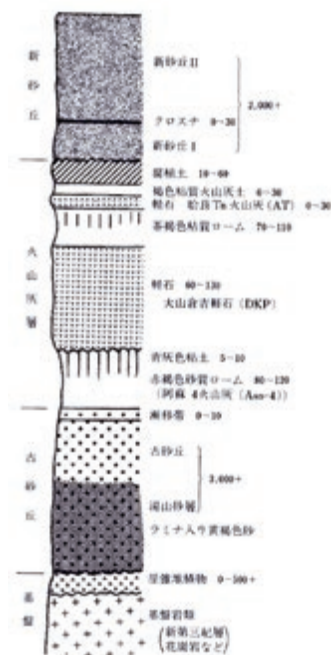 新砂丘
新砂丘II
2,000+
クロスナ 0~30
新砂丘I
火山灰層
腐植土 10~60
褐色粘質火山灰土 6~30
軽石 姶良Tn火山灰(AT) 0~30
茶褐色粘質ローム 70~110
軽石 60~130
大山倉吉軽石(DKP)
青灰色粘土 5~10
赤褐色砂質ローム 80~120
(阿蘇4火山灰(Aso-4))
漸移帯 0~10
古砂丘
古砂丘
3,000+
湯山砂層
ラミナ入り黄褐色砂
基盤
崖錐堆積物 0~500+
基盤岩類
(新第三紀層
花崗岩など)